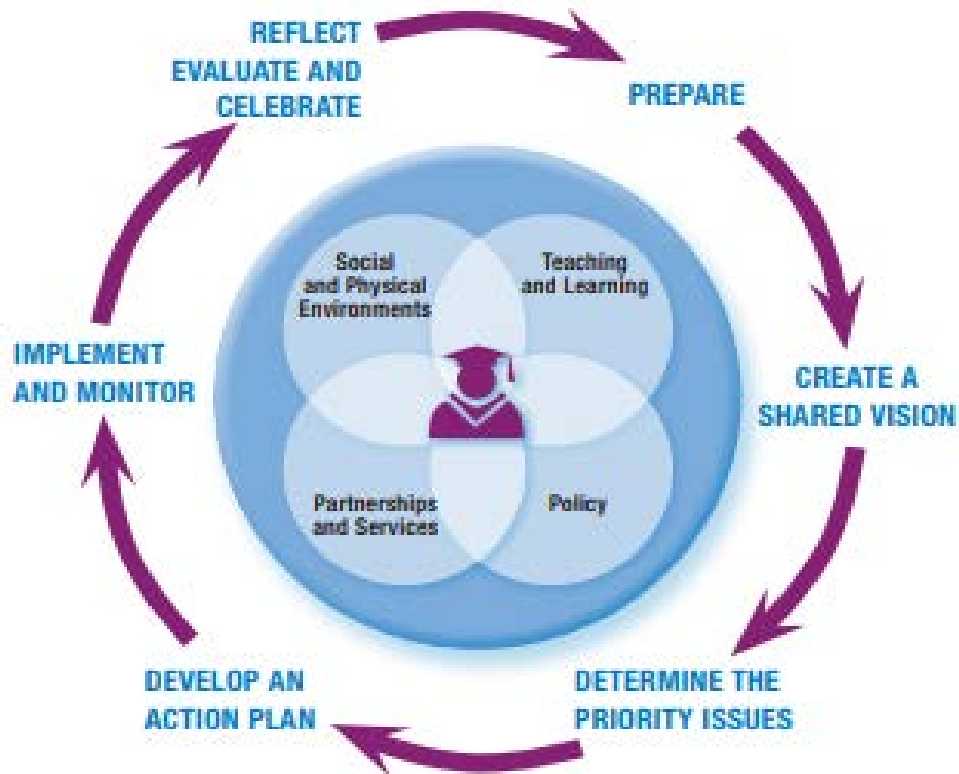 REFLECT
EVALUATE AND
CELEBRATE
PREPARE
CREATE A
SHARED VISION
DETERMINE THE
PRIORITY ISSUES
DEVELOP AN
ACTION PLAN
IMPLEMENT
AND MONITOR
Social
and Physical
Environments
Teaching
and Learning
Partnerships
and Services
Policy